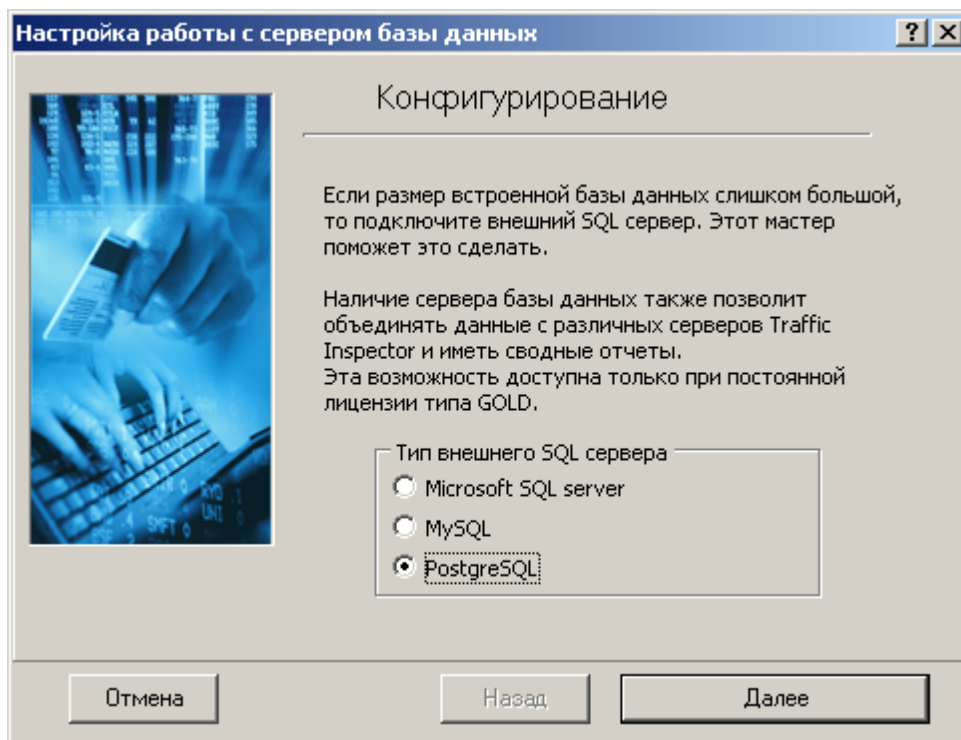 Настройка работы с сервером базы данных
Конфигурирование
Если размер встроенной базы данных слишком большой,
то подключите внешний SQL сервер. Этот мастер
поможет это сделать.
Наличие сервера базы данных также позволит
объединять данные с различных серверов Traffic
Inspector и иметь сводные отчеты.
Эта возможность доступна только при постоянной
лицензии типа GOLD.
Тип внешнего SQL сервера
Microsoft SQL server
MySQL
PostgreSQL
Отмена
Назад
Далее